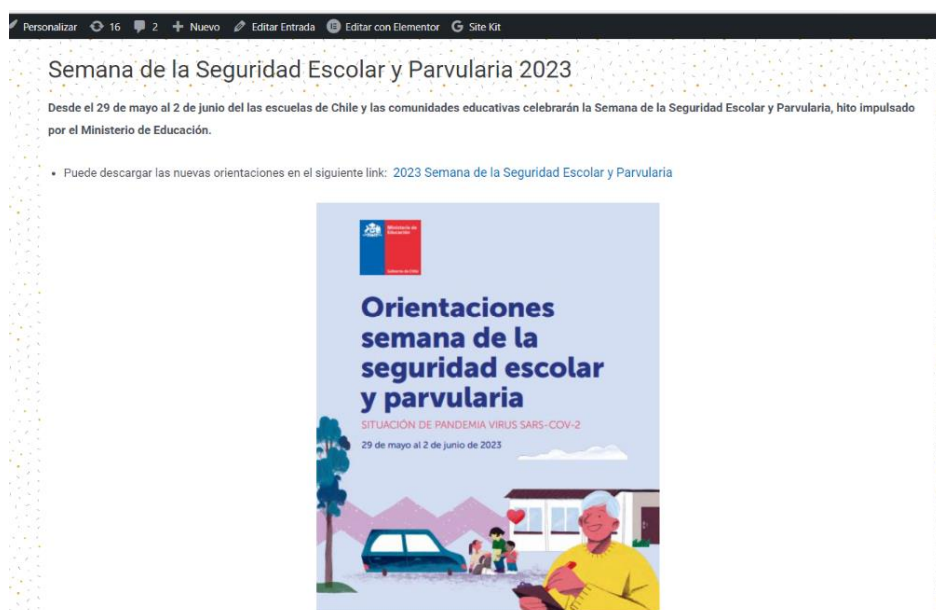 Personalizar 16 2 Nuevo Editar Entrada Editar con Elementor Site Kit
Semana de la Seguridad Escolar y Parvularia 2023
Desde el 29 de mayo al 2 de junio del las escuelas de Chile y las comunidades educativas celebrarán la Semana de la Seguridad Escolar y Parvularia, hito impulsado
por el Ministerio de Educación.
Puede descargar las nuevas orientaciones en el siguiente link: 2023 Semana de la Seguridad Escolar y Parvularia
Ministerio de
Educación
Gobierno de Chile
Orientaciones
semana de la
seguridad escolar
y parvularia
SITUACIÓN DE PANDEMIA VIRUS SARS-COV-2
29 de mayo al 2 de junio de 2023